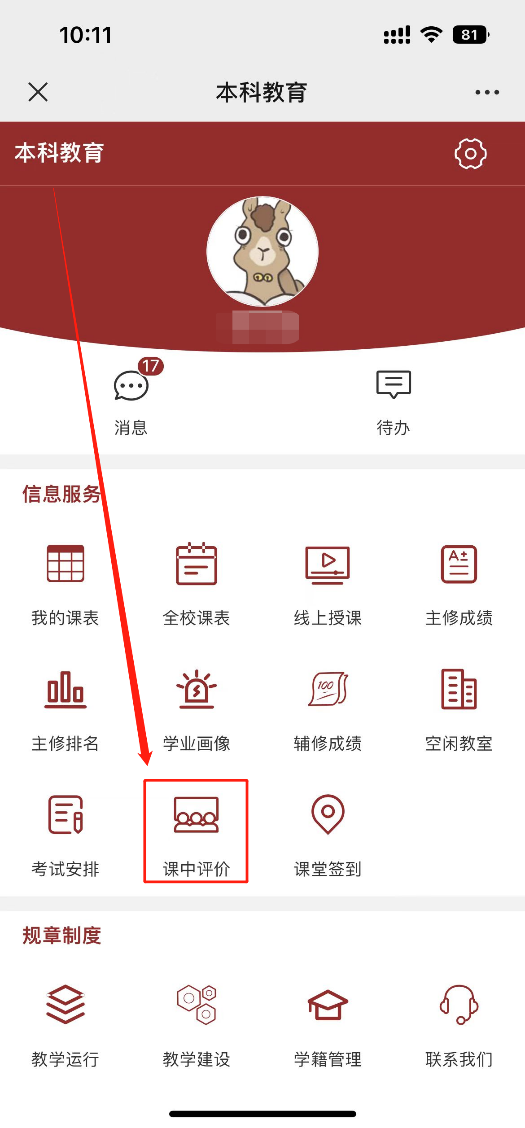 10:11
81
本科教育
本科教育
17
消息
待办
信息服务
我的课表
全校课表
线上授课
A+
主修成绩
主修排名
学业画像
100
辅修成绩
空闲教室
考试安排
课中评价
课堂签到
规章制度
教学运行
教学建设
学籍管理
联系我们